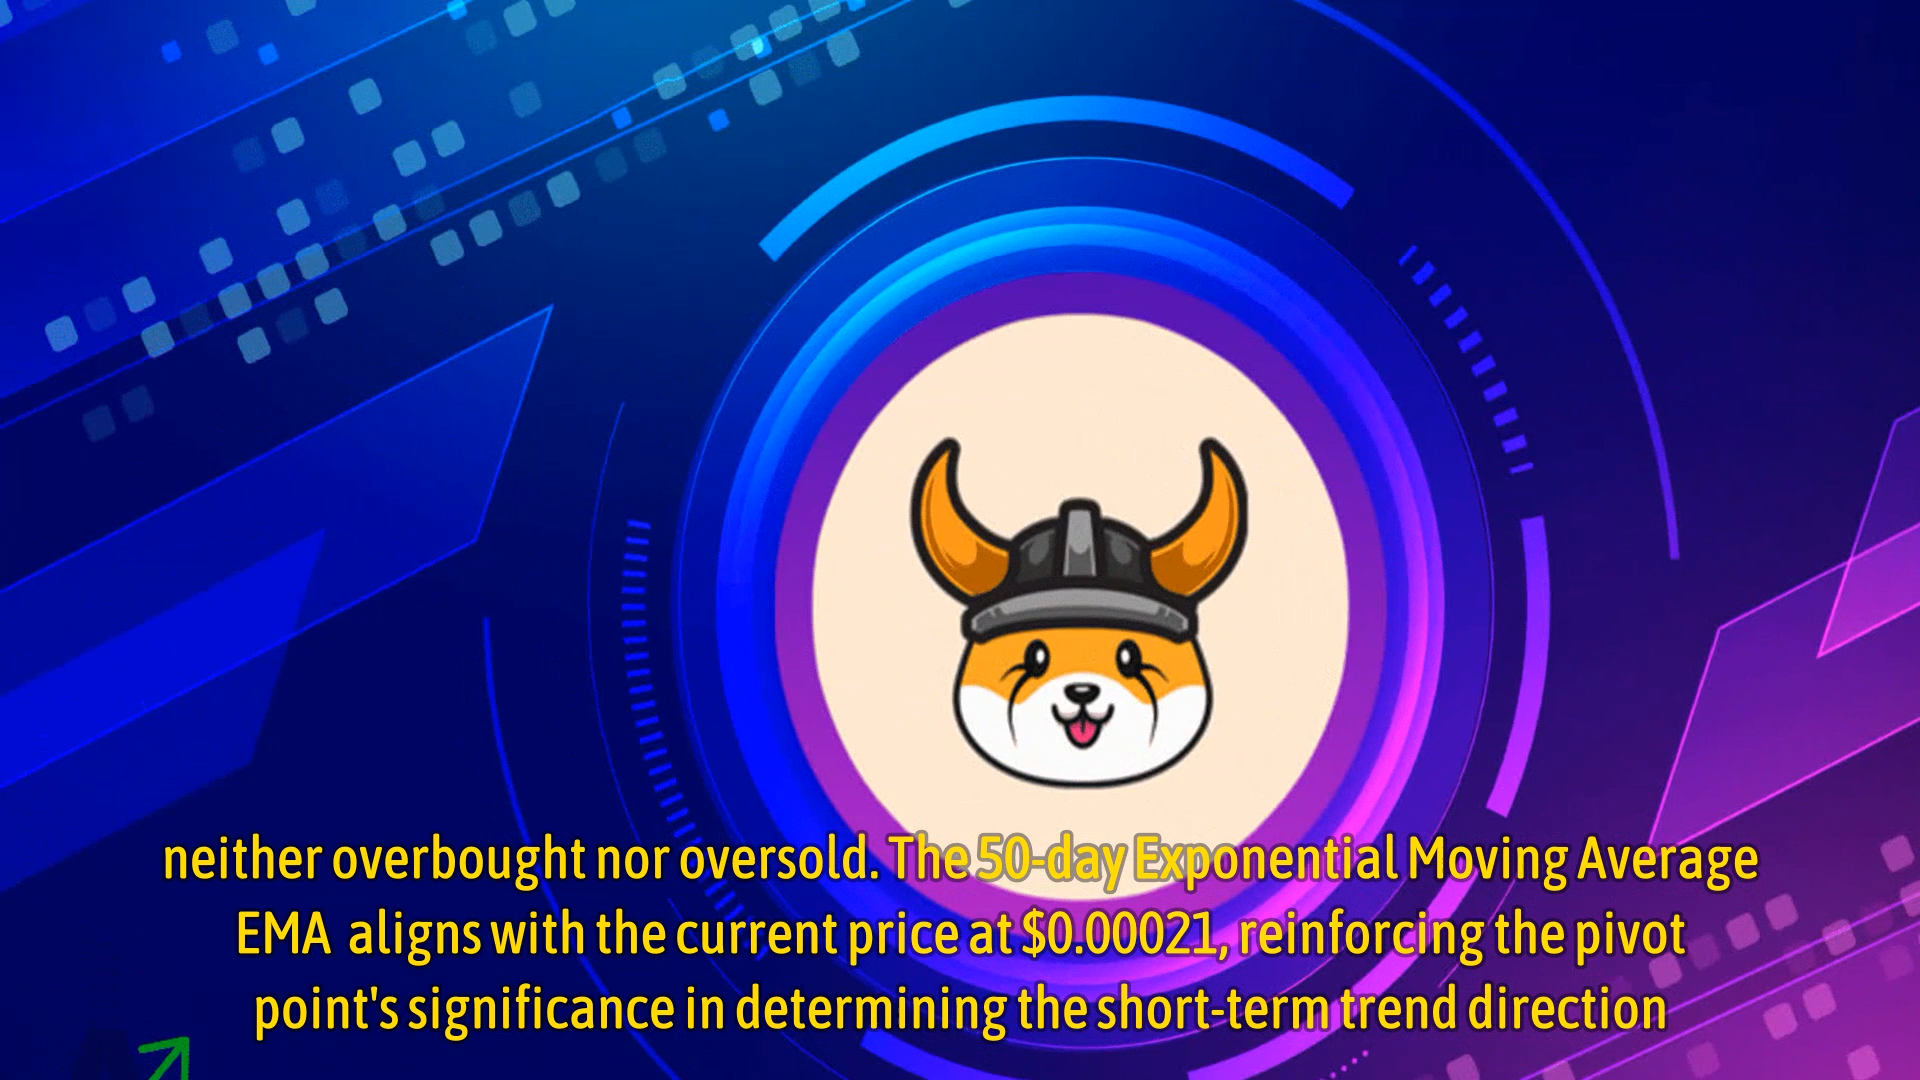 neither overbought nor oversold. The 50-day Exponential Moving Average
EMA  aligns with the current price at $0.00021, reinforcing the pivot
point's significance in determining the short-term trend direction